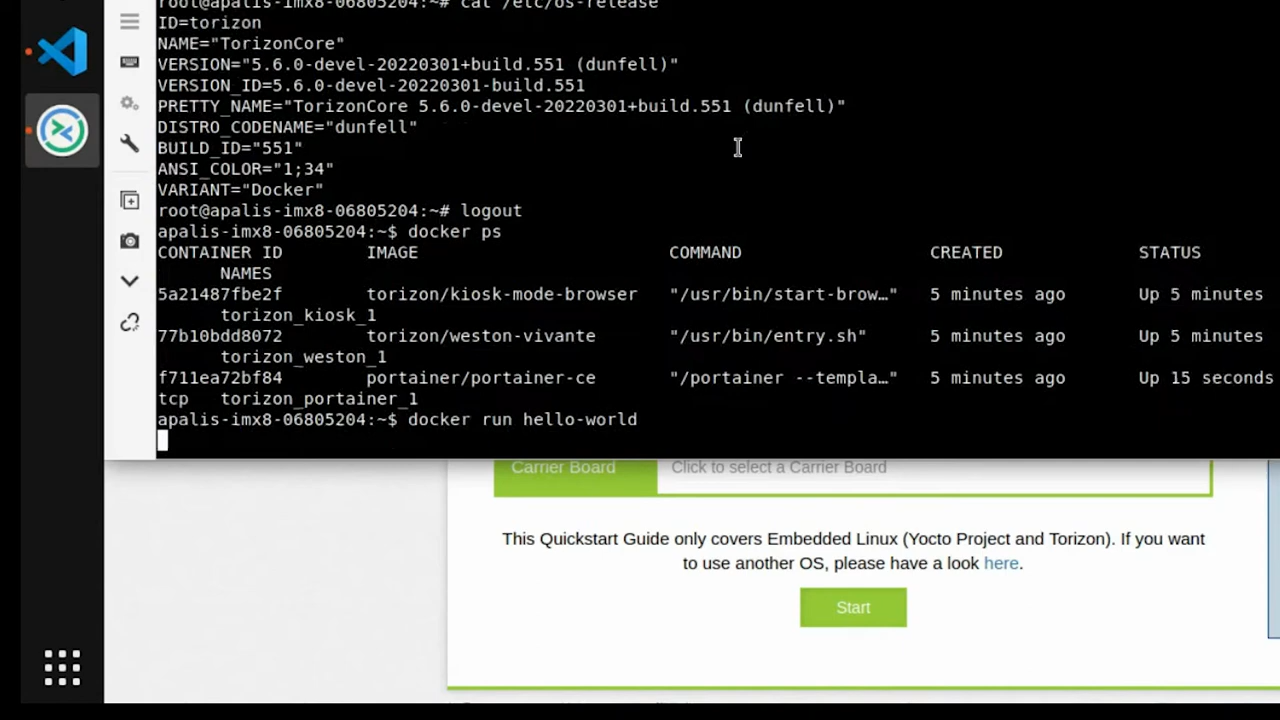 root@apalis-imx8-06805204:~# cat /etc/os-release
ID=torizon
NAME="TorizonCore"
VERSION="5.6.0-devel-20220301+build.551 (dunfell)"
VERSION_ID=5.6.0-devel-20220301-build.551
PRETTY_NAME="TorizonCore 5.6.0-devel-20220301+build.551 (dunfell)"
DISTRO_CODENAME="dunfell"
BUILD_ID="551"
ANSI_COLOR="1;34"
VARIANT="Docker"
root@apalis-imx8-06805204:~# logout
apalis-imx8-06805204:~$ docker ps
CONTAINER ID IMAGE COMMAND CREATED STATUS
NAMES
5a21487fbe2f torizon/kiosk-mode-browser "/usr/bin/start-brow…" 5 minutes ago Up 5 minutes
torizon_kiosk_1
77b10bdd8072 torizon/weston-vivante "/usr/bin/entry.sh" 5 minutes ago Up 5 minutes
torizon_weston_1
f711ea72bf84 portainer/portainer-ce "/portainer --templa…" 5 minutes ago Up 15 seconds
tcp torizon_portainer_1
apalis-imx8-06805204:~$ docker run hello-world
Carrier Board Click to select a Carrier Board
This Quickstart Guide only covers Embedded Linux (Yocto Project and Torizon). If you want
to use another OS, please have a look here.
Start